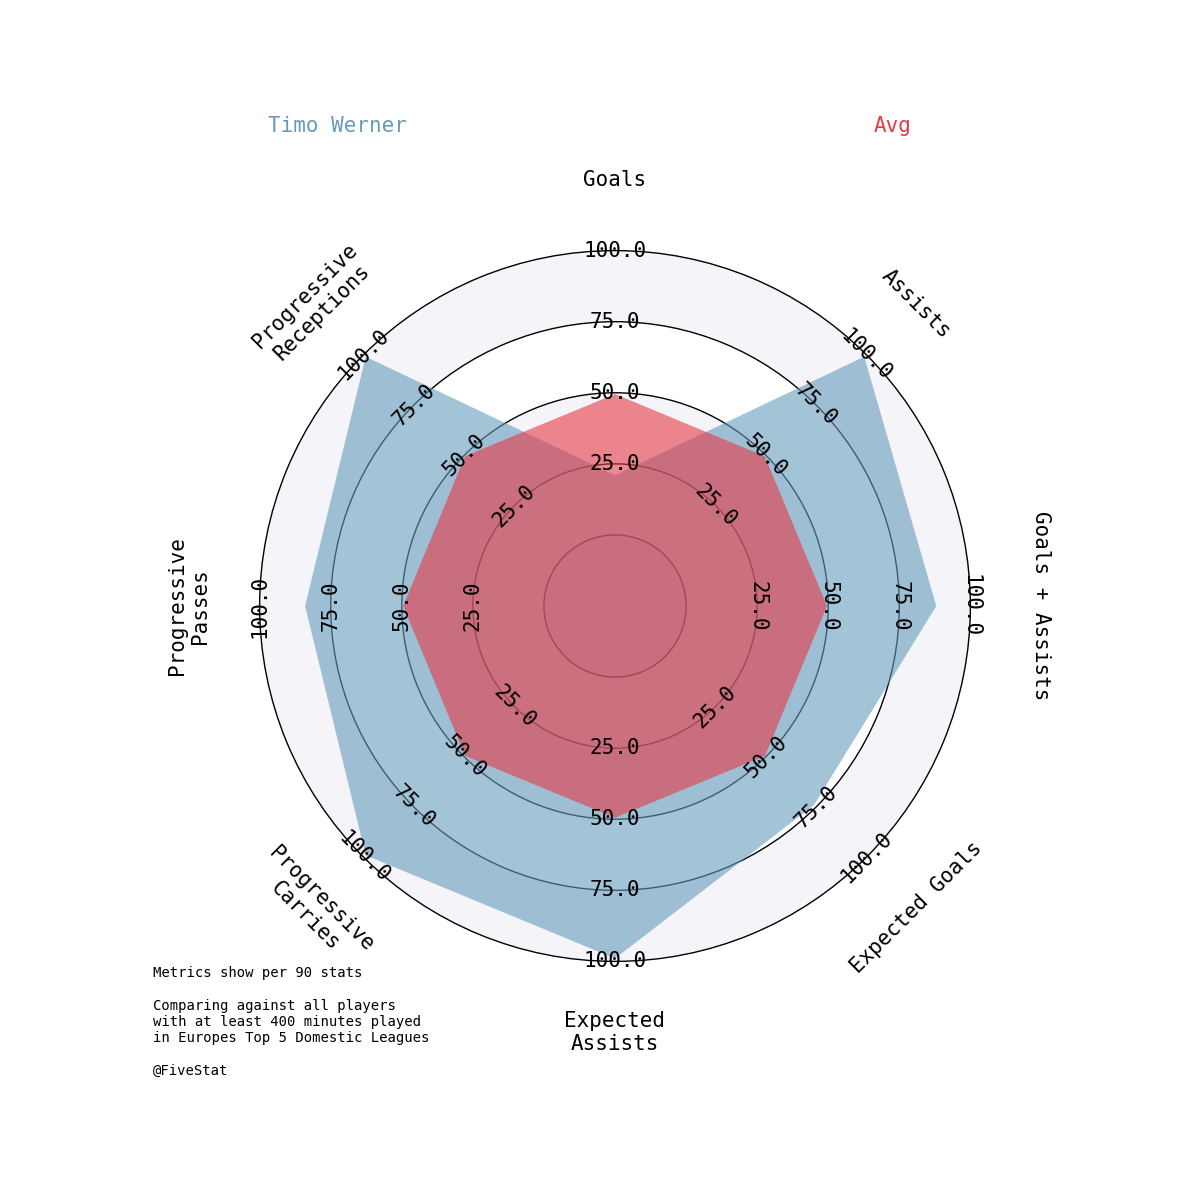 Timo Werner
Avg
Goals
Progressive
Receptions
Assists
100.0
75.0
50.0
25.0
100.0
75.0
50.0
25.0
100.0
75.0
50.0
25.0
Progressive
Passes
100.0
75.0
50.0
25.0
25.0
50.0
75.0
100.0
Goals + Assists
25.0
50.0
75.0
100.0
25.0
50.0
75.0
100.0
25.0
50.0
75.0
100.0
Progressive
Carries
Expected Goals
Expected
Assists
Metrics show per 90 stats
Comparing against all players
with at least 400 minutes played
in Europes Top 5 Domestic Leagues
@FiveStat